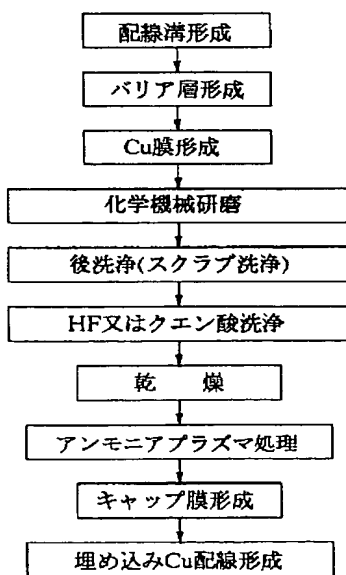 配線溝形成
バリア層形成
Cu膜形成
化学機械研磨
後洗浄(スクラブ洗浄)
HF又はクエン酸洗浄
乾 燥
アンモニアプラズマ処理
キャップ膜形成
埋め込みCu配線形成